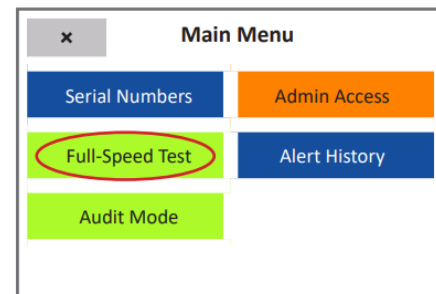 × Main Menu
Serial Numbers Admin Access
Full-Speed Test Alert History
Audit Mode